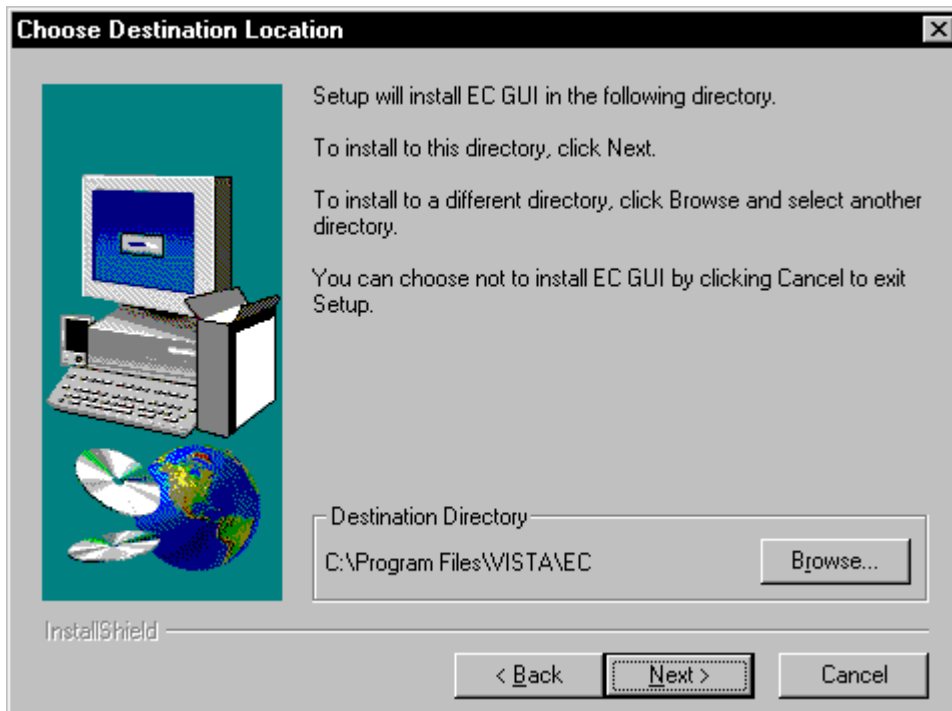 Choose Destination Location
Setup will install EC GUI in the following directory.
To install to this directory, click Next.
To install to a different directory, click Browse and select another
directory.
You can choose not to install EC GUI by clicking Cancel to exit
Setup.
Destination Directory
C:\Program Files\VISTA\EC
Browse...
InstallShield
< Back
Next >
Cancel